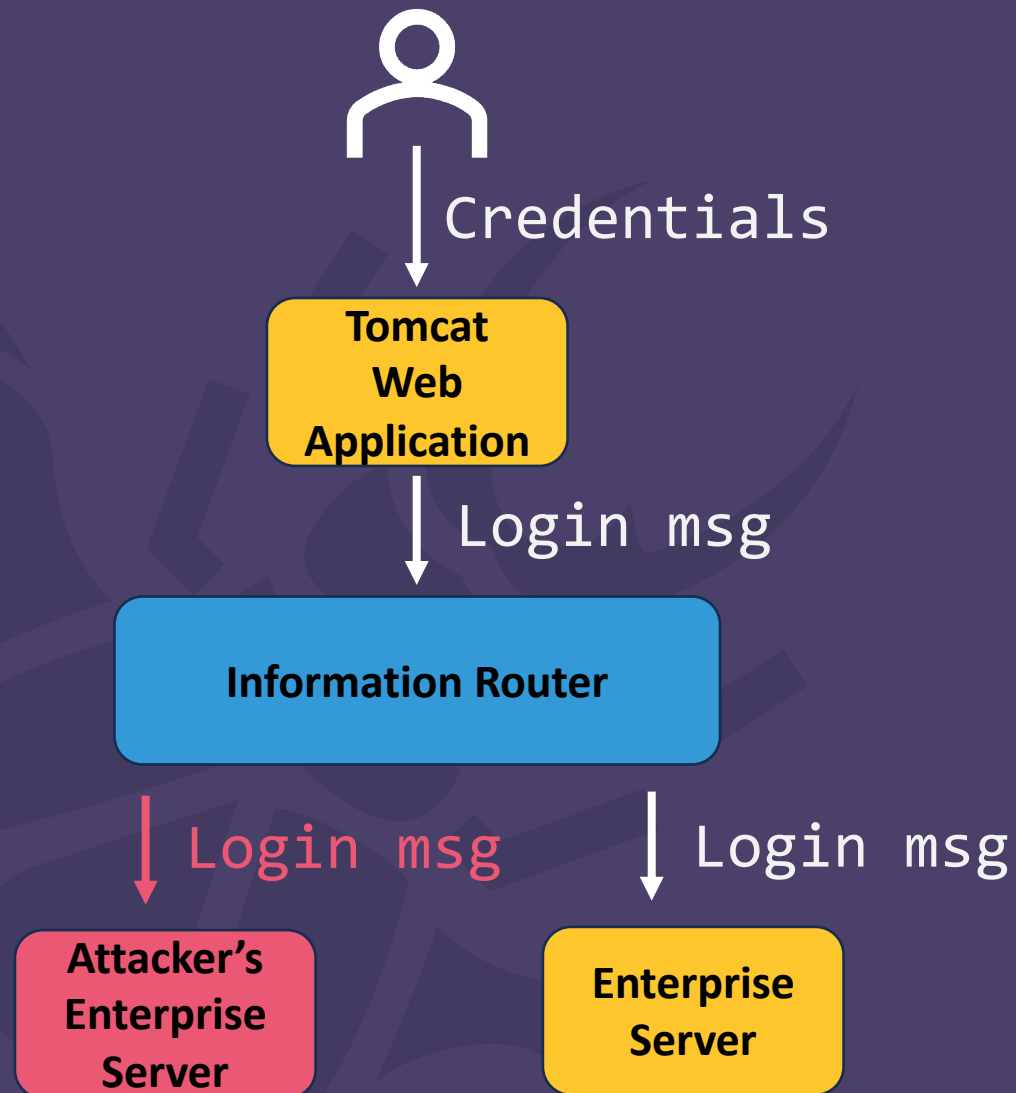 Credentials
Tomcat
Web
Application
Login msg
Information Router
Login msg
Login msg
Attacker’s
Enterprise
Server
Enterprise
Server